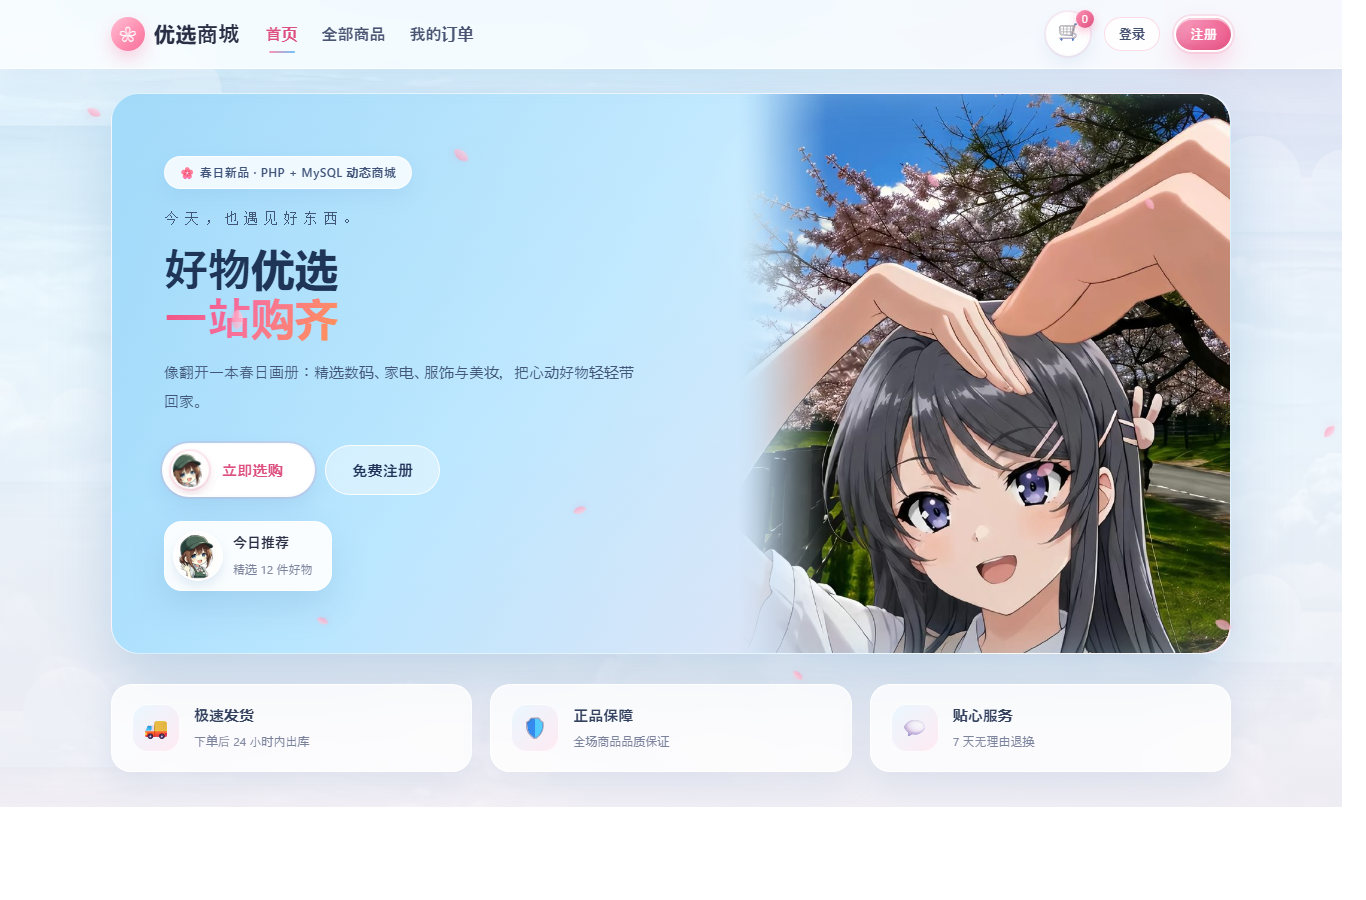 优选商城
首页
全部商品
我的订单
0
登录
注册
春日新品 · PHP + MySQL 动态商城
今天，也遇见好东西。
好物优选
一站购齐
像翻开一本春日画册：精选数码、家电、服饰与美妆，把心动好物轻轻带
回家。
立即选购
免费注册
今日推荐
精选 12 件好物
极速发货
下单后 24 小时内出库
正品保障
全场商品品质保证
贴心服务
7 天无理由退换